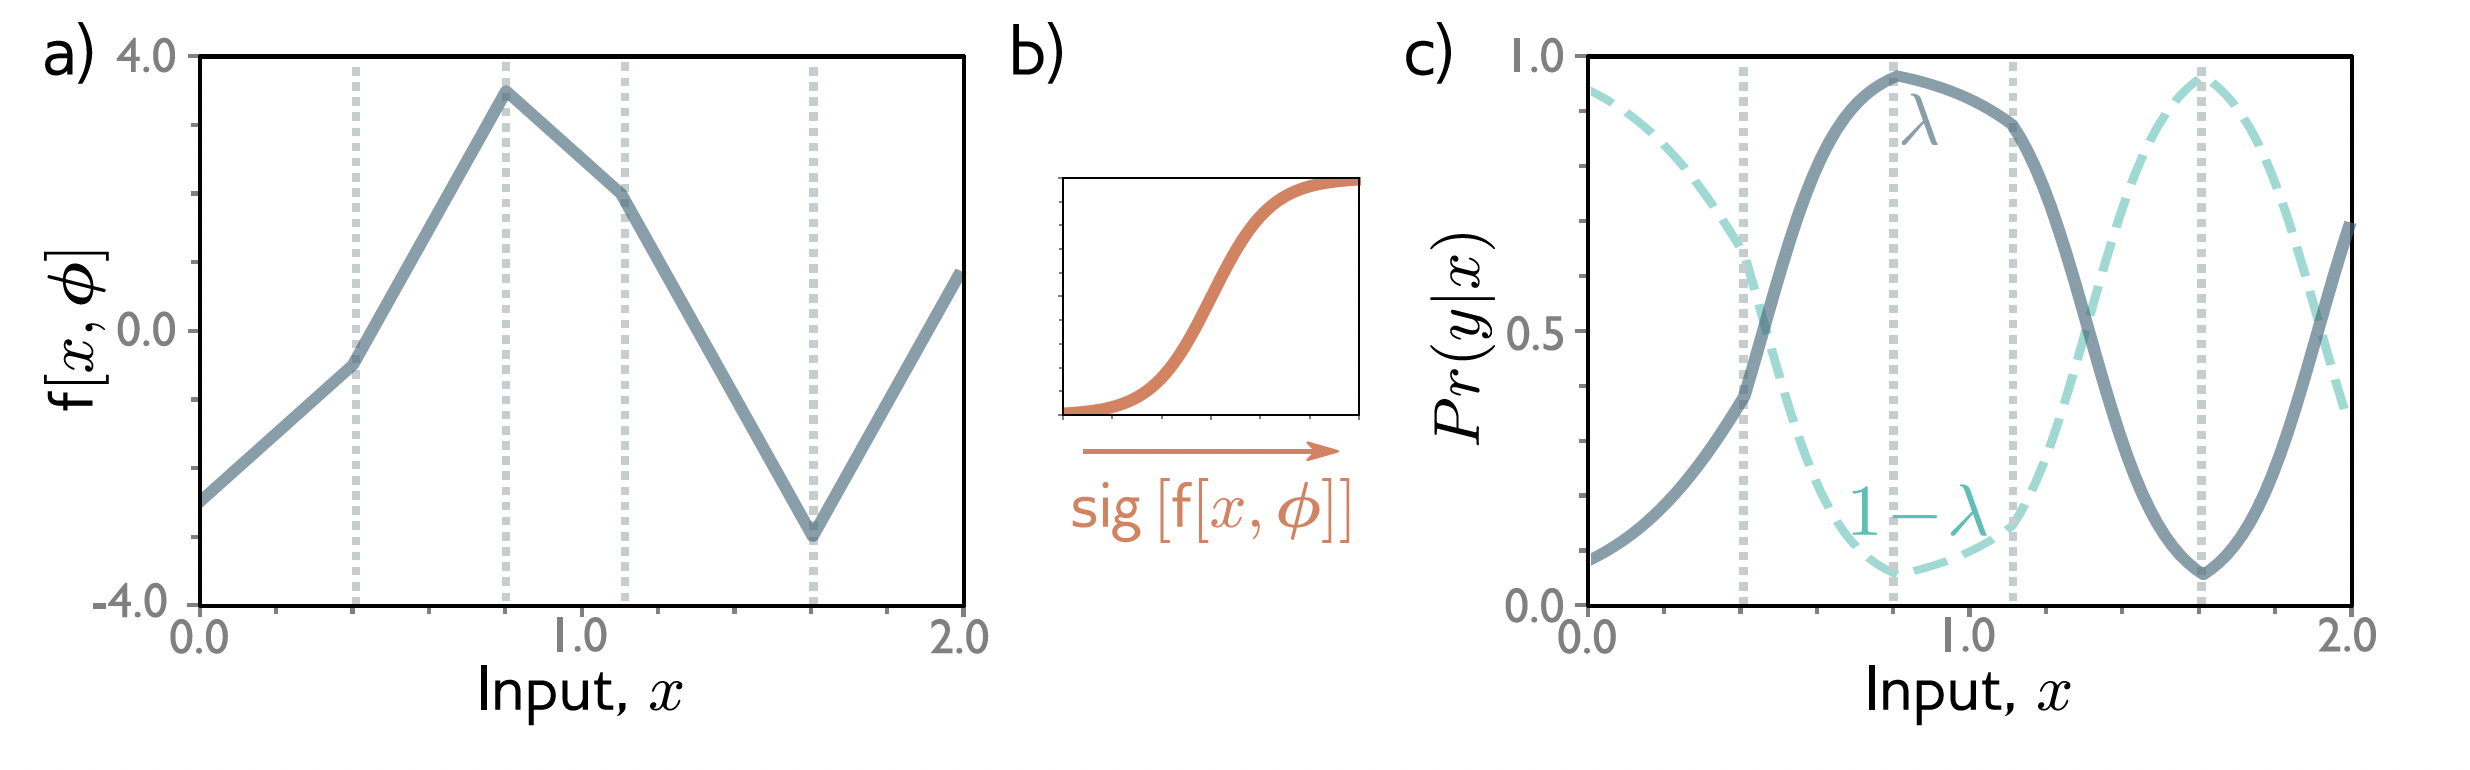 a)
4.0
0.0
-4.0
f[x, ϕ]
0.0
1.0
2.0
Input, x
b)
sig [f[x, ϕ]]
c)
1.0
0.5
0.0
Pr(y|x)
λ
1−λ
0.0
1.0
2.0
Input, x